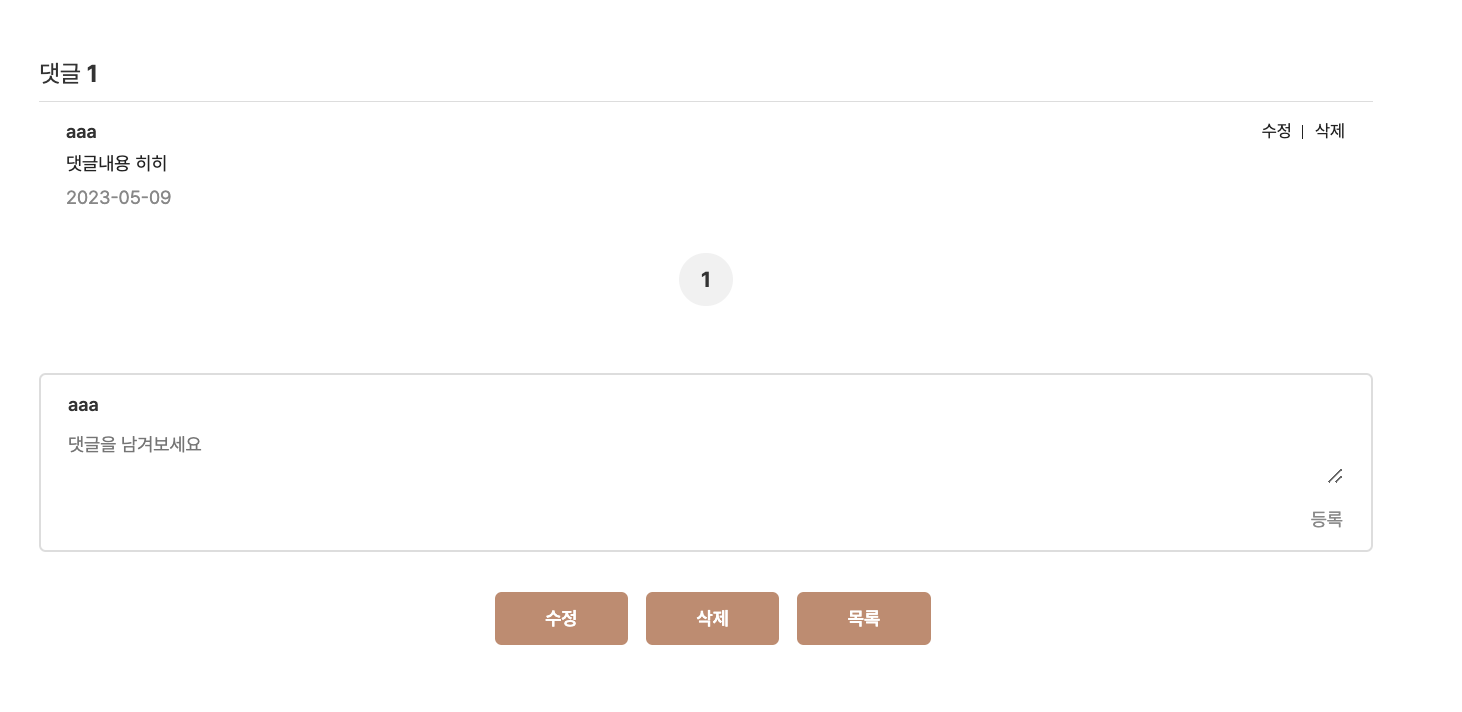 댓글 1
aaa
수정 | 삭제
댓글내용 히히
2023-05-09
1
aaa
댓글을 남겨보세요
등록
수정 삭제 목록